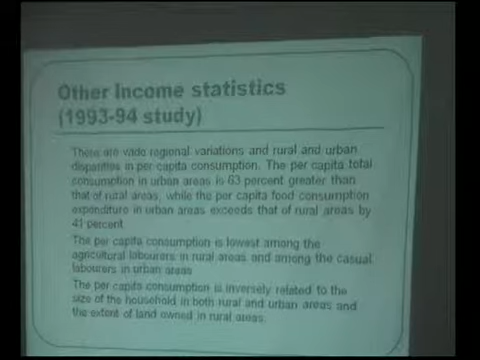 Other Income statistics
(1993-94 study)
There are wide regional variations and rural and urban
disparities in per capita consumption. The per capita total
consumption in urban areas is 63 percent greater than
that of rural areas, while the per capita food consumption
expenditure in urban areas exceeds that of rural areas by
41 percent
The per capita consumption is lowest among the
agricultural labourers in rural areas and among the casual
labourers in urban areas
The per capita consumption is inversely related to the
size of the household in both rural and urban areas and
the extent of land owned in rural areas.